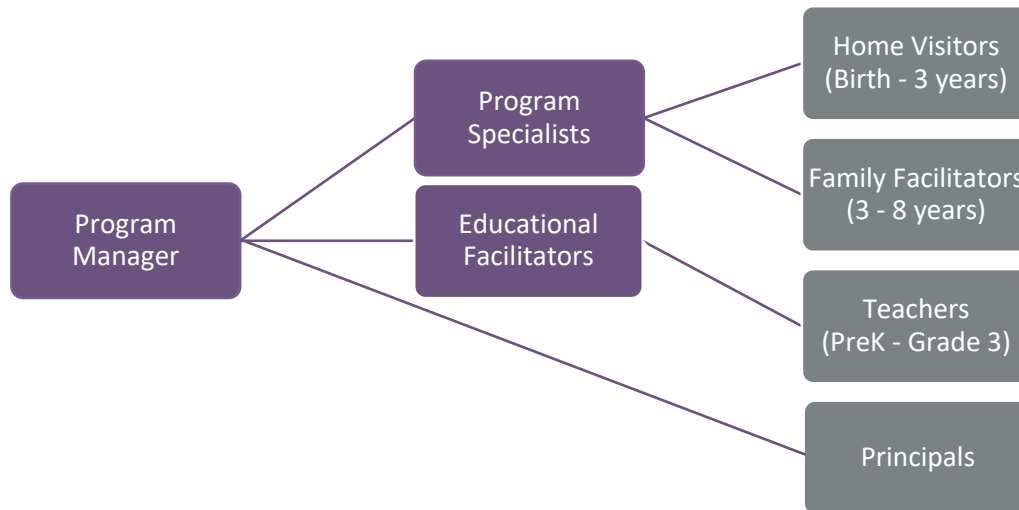 Program
Manager
Program
Specialists
Educational
Facilitators
Home Visitors
(Birth - 3 years)
Family Facilitators
(3 - 8 years)
Teachers
(PreK - Grade 3)
Principals